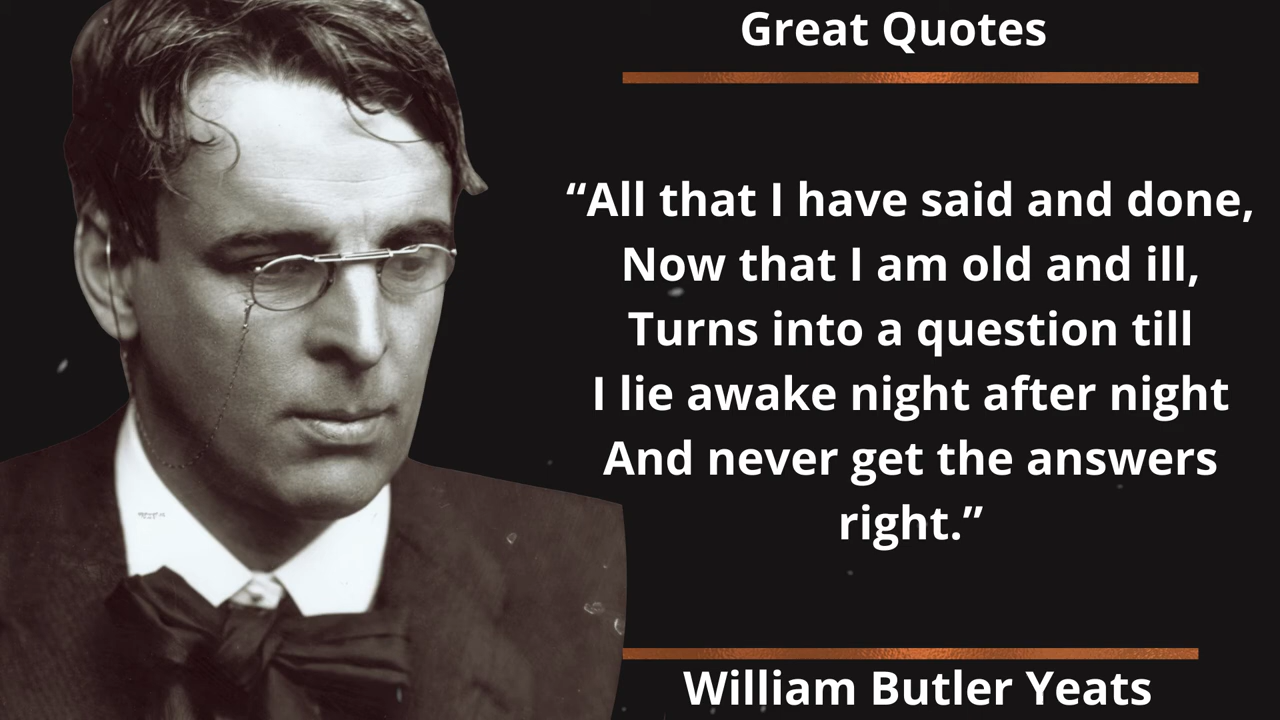 Great Quotes
“All that I have said and done,
Now that I am old and ill,
Turns into a question till
I lie awake night after night
And never get the answers
right.”
William Butler Yeats